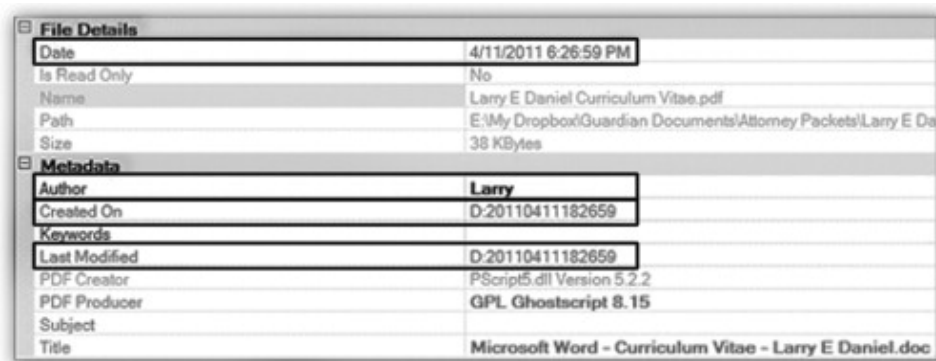 File Details
Date 4/11/2011 6:26:59 PM
Is Read Only No
Name Larry E Daniel Curriculum Vitae.pdf
Path E:\My Dropbox\Guardian Documents\Attorney Packets\Larry E Da
Size 38 KBytes
Metadata
Author Larry
Created On D:20110411182659
Keywords
Last Modified D:20110411182659
PDF Creator PScript5.dll Version 5.2.2
PDF Producer GPL Ghostscript 8.15
Subject
Title Microsoft Word - Curriculum Vitae - Larry E Daniel.doc